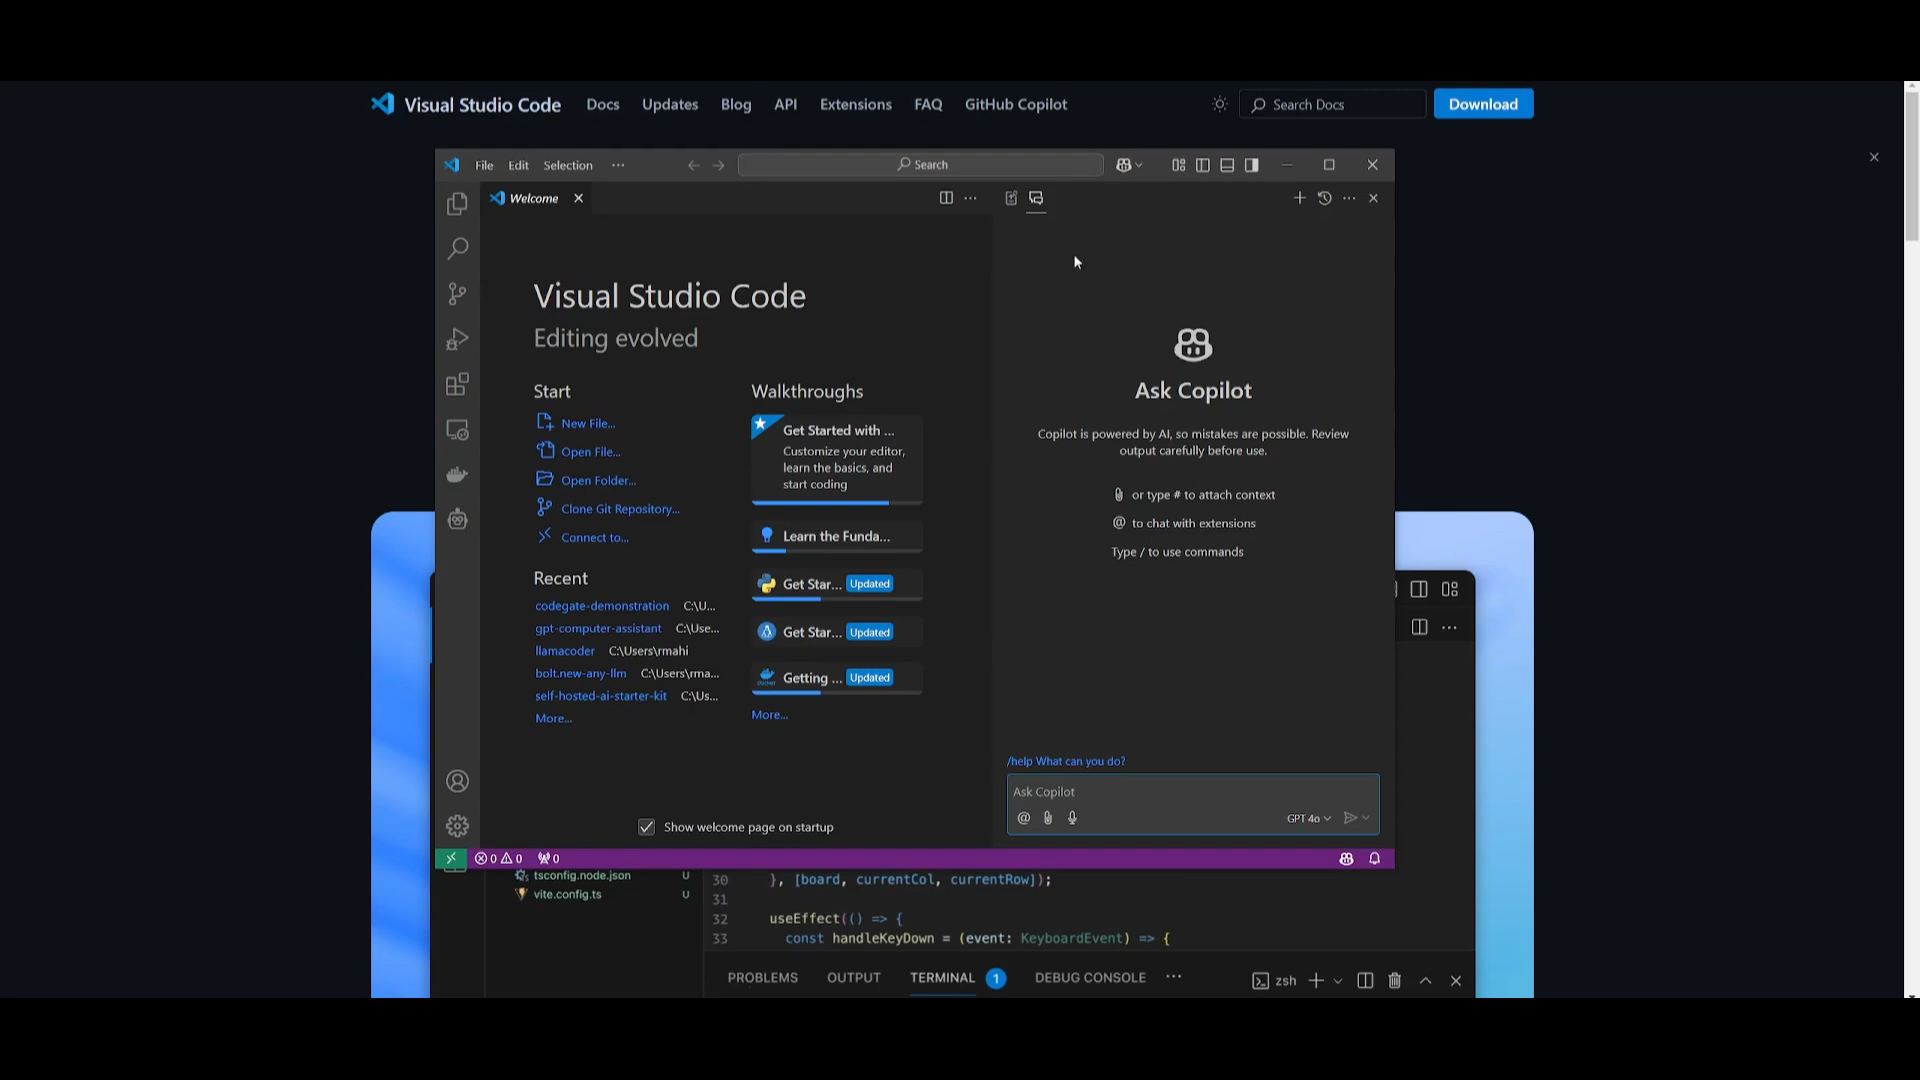 Visual Studio Code Docs Updates Blog API Extensions FAQ GitHub Copilot Search Docs Download
File Edit Selection ··· Search
Welcome
Visual Studio Code
Editing evolved
Start
New File...
Open File...
Open Folder...
Clone Git Repository...
Connect to...
Recent
codegate-demonstration C:\U...
gpt-computer-assistant C:\Use...
llamacoder C:\Users\rmahi
bolt.new-any-llm C:\Users\rma...
self-hosted-ai-starter-kit C:\Us...
More...
Walkthroughs
Get Started with ...
Customize your editor,
learn the basics, and
start coding
Learn the Funda...
Get Star... Updated
Get Star... Updated
Getting ... Updated
More...
Show welcome page on startup
Ask Copilot
Copilot is powered by AI, so mistakes are possible. Review
output carefully before use.
or type # to attach context
@ to chat with extensions
Type / to use commands
/help What can you do?
Ask Copilot
@ GPT 4o
0 0 0
tsconfig.node.json U
vite.config.ts U
30 }, [board, currentCol, currentRow]);
31
32 useEffect(() => {
33 const handleKeyDown = (event: KeyboardEvent) => {
PROBLEMS OUTPUT TERMINAL 1 DEBUG CONSOLE ··· zsh